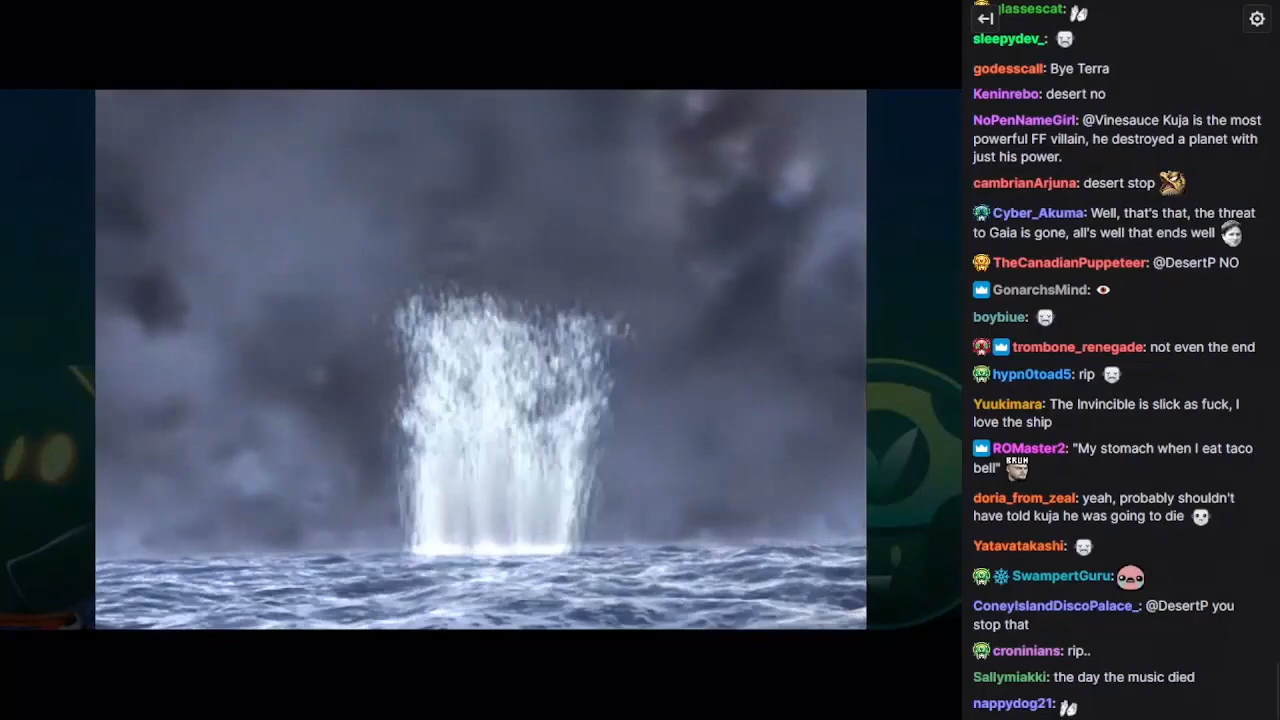 glassescat:
sleepydev_:
godesscall: Bye Terra
Keninrebo: desert no
NoPenNameGirl: @Vinesauce Kuja is the most
powerful FF villain, he destroyed a planet with
just his power.
cambrianArjuna: desert stop
Cyber_Akuma: Well, that's that, the threat
to Gaia is gone, all's well that ends well
TheCanadianPuppeteer: @DesertP NO
GonarchsMind:
boybiue:
trombone_renegade: not even the end
hypn0toad5: rip
Yuukimara: The Invincible is slick as fuck, I
love the ship
ROMaster2: "My stomach when I eat taco
bell" BRUH
doria_from_zeal: yeah, probably shouldn't
have told kuja he was going to die
Yatavatakashi:
SwampertGuru:
ConeyIslandDiscoPalace_: @DesertP you
stop that
croninians: rip..
Sallymiakki: the day the music died
nappydog21: